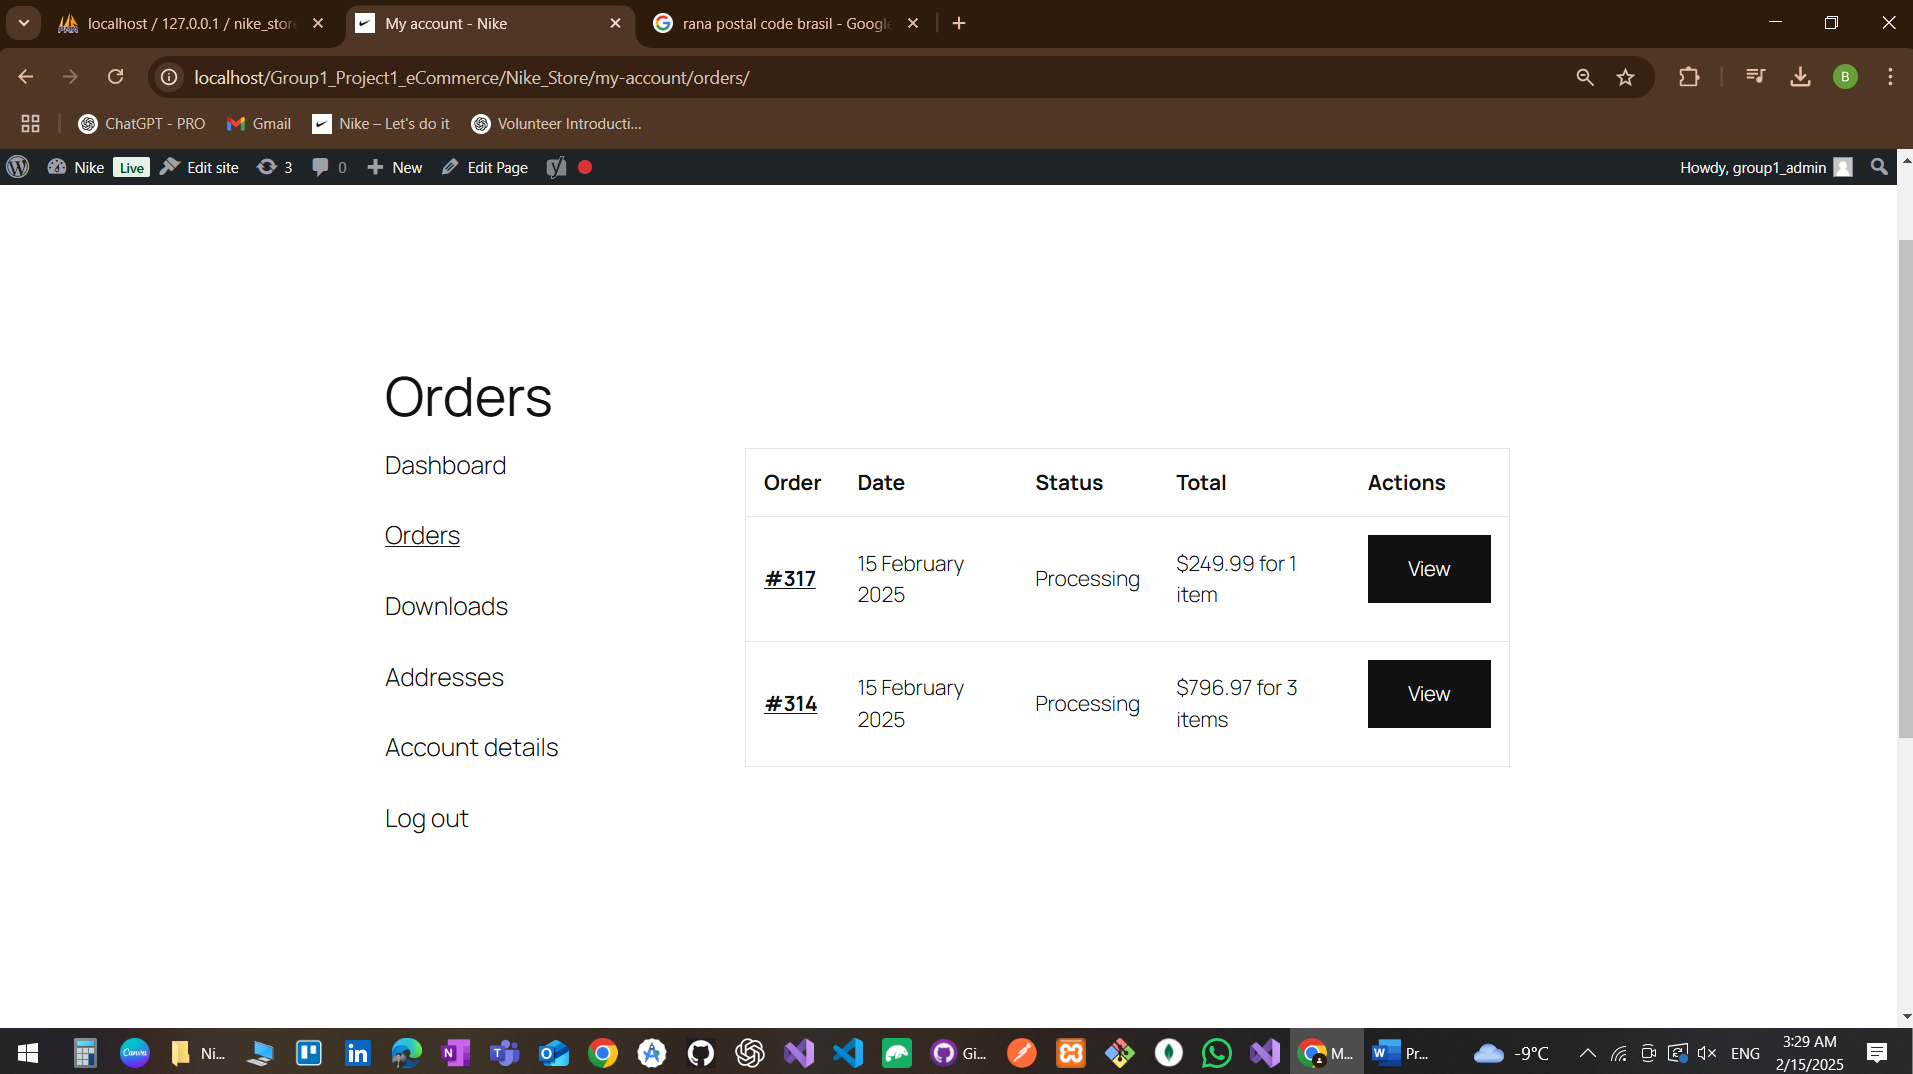 localhost / 127.0.0.1 / nike_store
My account - Nike
rana postal code brasil - Google
localhost/Group1_Project1_eCommerce/Nike_Store/my-account/orders/
B
ChatGPT - PRO
Gmail
Nike – Let's do it
Volunteer Introducti...
Nike
Live
Edit site
3
0
New
Edit Page
Howdy, group1_admin
Orders
Dashboard
Orders
Downloads
Addresses
Account details
Log out
Order Date Status Total Actions
#317
15 February
2025
Processing
$249.99 for 1
item
View
#314
15 February
2025
Processing
$796.97 for 3
items
View
Canva
Ni...
Gi...
M...
Pr...
-9°C
ENG
3:29 AM
2/15/2025